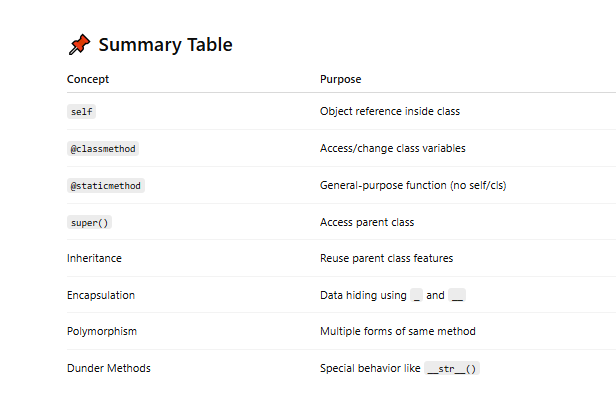 📌 Summary Table
Concept Purpose
self Object reference inside class
@classmethod Access/change class variables
@staticmethod General-purpose function (no self/cls)
super() Access parent class
Inheritance Reuse parent class features
Encapsulation Data hiding using _ and __
Polymorphism Multiple forms of same method
Dunder Methods Special behavior like __str__()